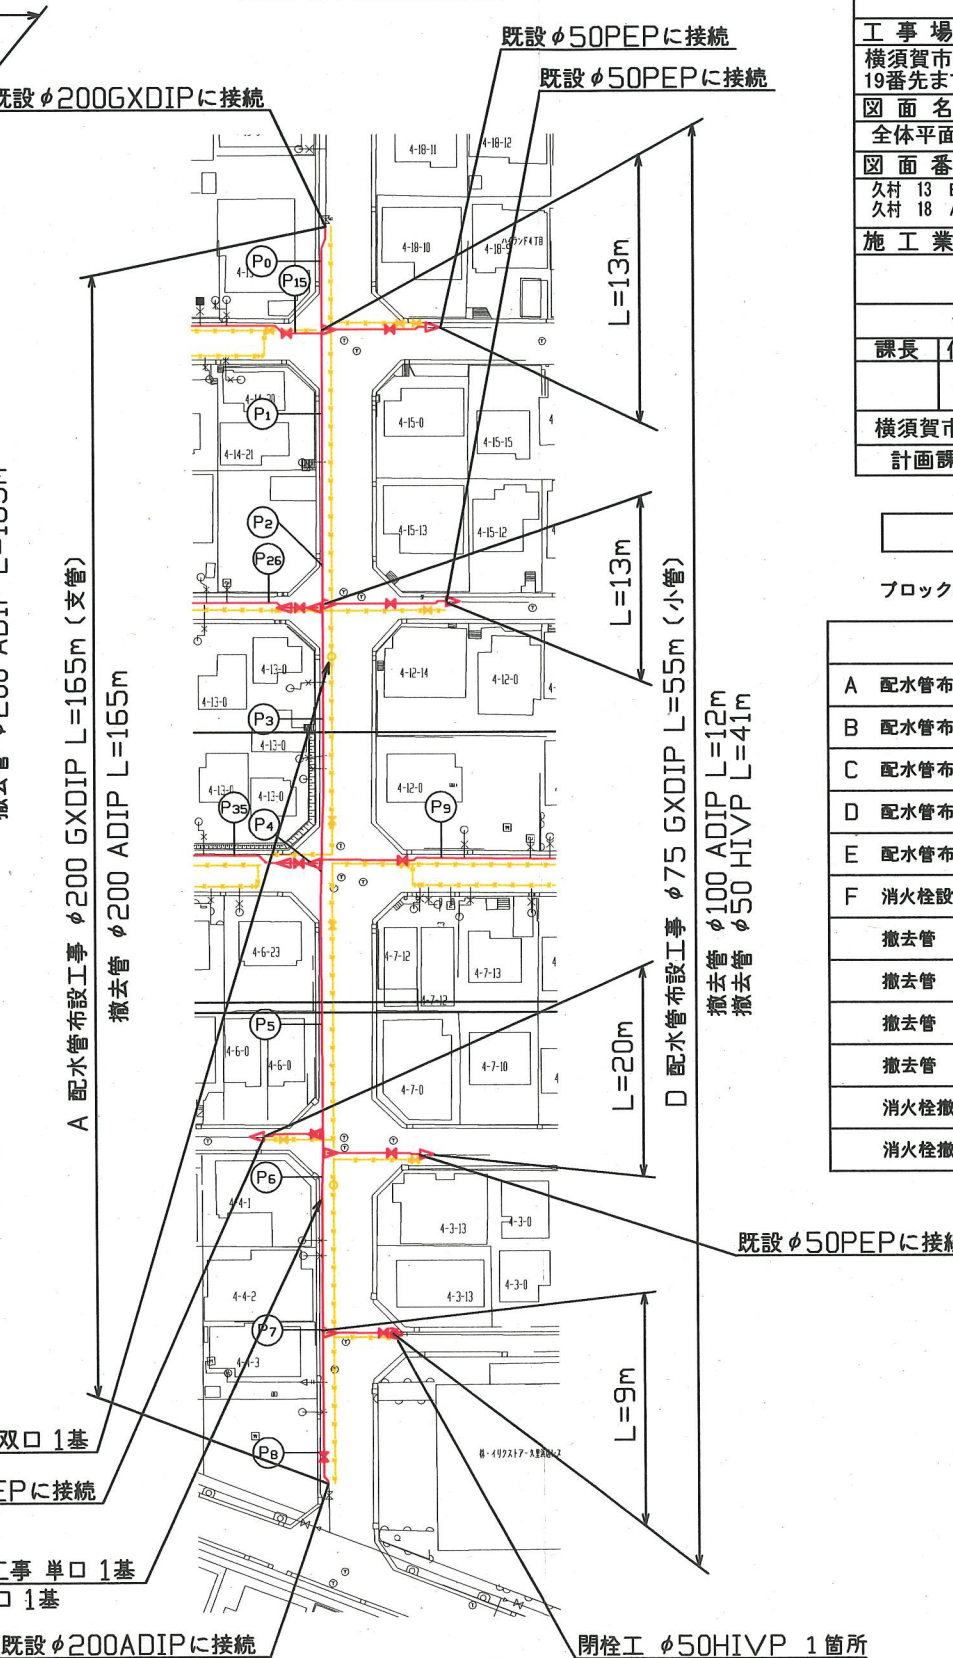 既設φ50PEPに接続
既設φ50PEPに接続
既設φ200GXDIPに接続
工事場
横須賀市
19番先ま
図面名
全体平面
図面番
久村 13
久村 18
施工業
課長
横須賀市
計画課
ブロック
A 配水管布
B 配水管布
C 配水管布
D 配水管布
E 配水管布
F 消火栓設
撤去管
撤去管
撤去管
撤去管
消火栓撤
消火栓撤
4-18-11
4-18-12
4-18-10
4-18-9
P0
P15
L=13m
P1
4-14-21
4-15-0
4-15-15
P2
P26
4-15-13
4-15-12
L=13m
4-13-0
4-13-0
4-12-14
4-12-0
P3
4-13-0
4-13-0
4-13-0
4-12-0
P35
P4
P9
A 配水管布設工事 φ200 GXDIP L=165m (支管)
撤去管 φ200 ADIP L=165m
D 配水管布設工事 φ75 GXDIP L=55m (小管)
撤去管 φ100 ADIP L=12m
撤去管 φ50 HIVP L=41m
4-6-23
4-7-12
4-7-13
4-7-12
P5
4-6-0
4-6-0
4-7-0
4-7-10
L=20m
P6
4-4-1
4-3-13
4-3-0
既設φ50PEPに接続
4-4-2
4-3-13
4-3-0
P7
4-4-3
L=9m
P8
双口 1基
EPに接続
工事 単口 1基
口 1基
既設φ200ADIPに接続
閉栓工 φ50HIVP 1箇所